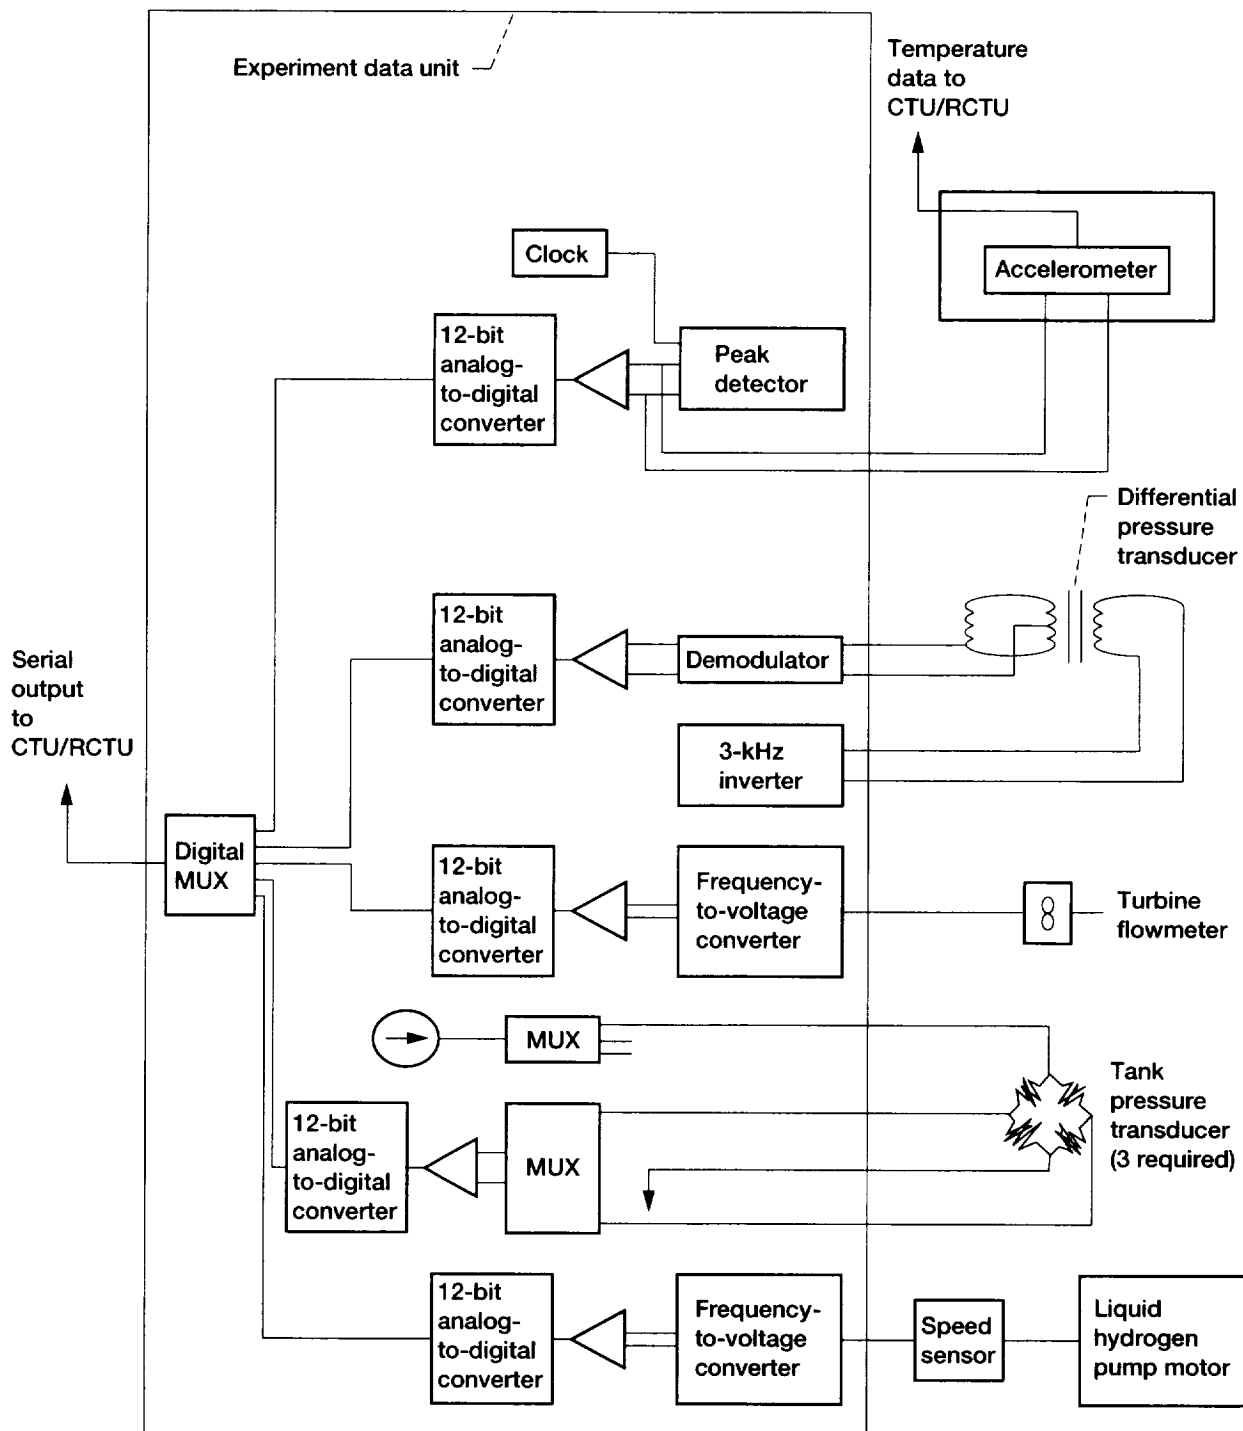 Experiment data unit
Temperature
data to
CTU/RCTU
Clock
Accelerometer
12-bit
analog-
to-digital
converter
Peak
detector
Differential
pressure
transducer
12-bit
analog-
to-digital
converter
Demodulator
Serial
output
to
CTU/RCTU
3-kHz
inverter
Digital
MUX
12-bit
analog-
to-digital
converter
Frequency-
to-voltage
converter
Turbine
flowmeter
MUX
Tank
pressure
transducer
(3 required)
12-bit
analog-
to-digital
converter
MUX
12-bit
analog-
to-digital
converter
Frequency-
to-voltage
converter
Speed
sensor
Liquid
hydrogen
pump motor